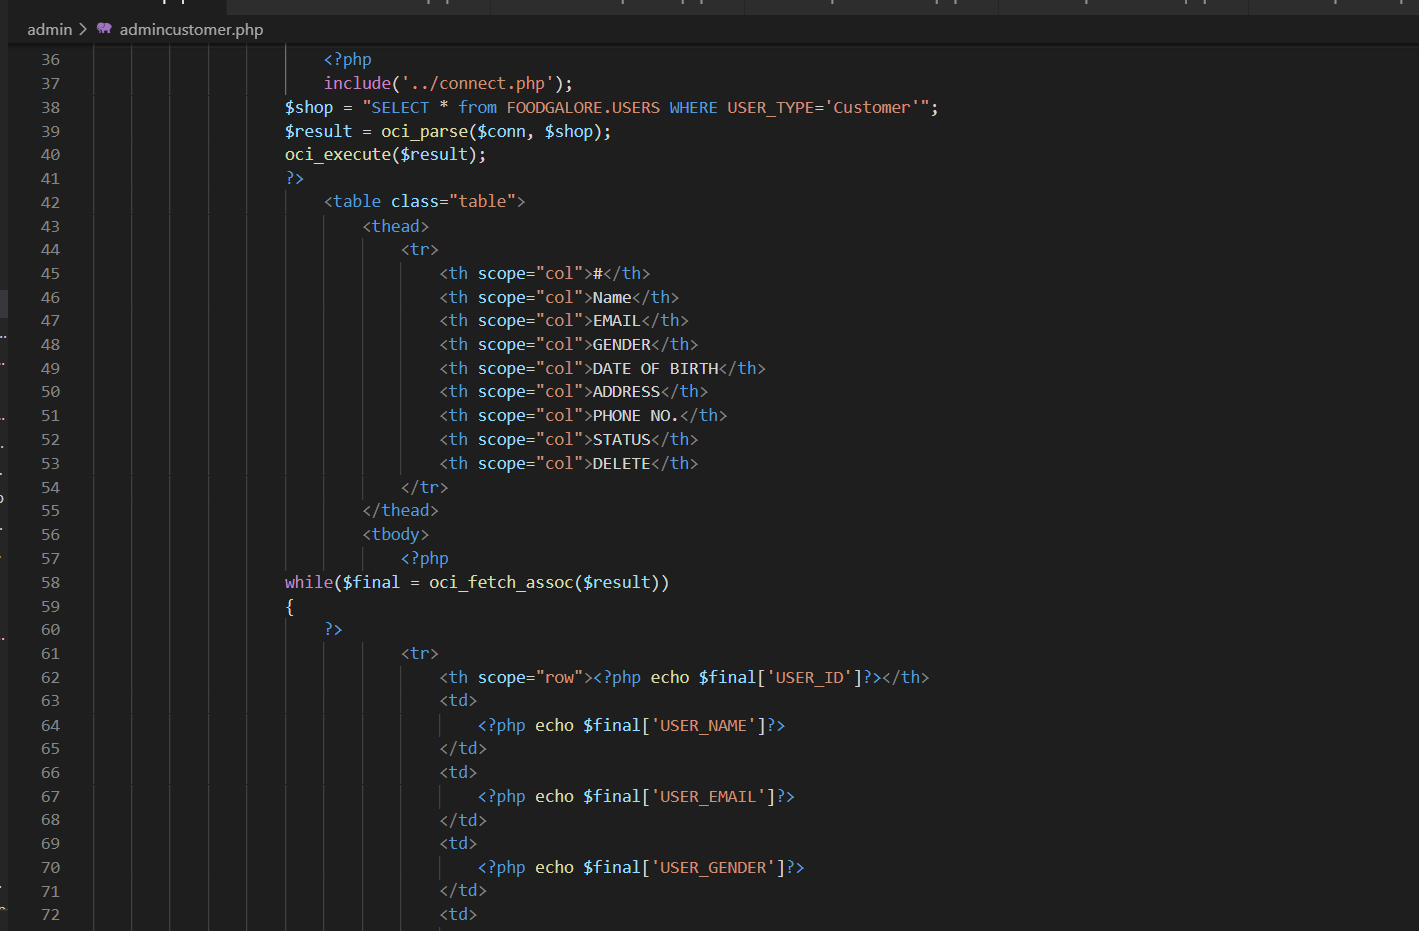 admin > admincustomer.php
36 <?php
37 include('../connect.php');
38 $shop = "SELECT * from FOODGALORE.USERS WHERE USER_TYPE='Customer'";
39 $result = oci_parse($conn, $shop);
40 oci_execute($result);
41 ?>
42 <table class="table">
43 <thead>
44 <tr>
45 <th scope="col">#</th>
46 <th scope="col">Name</th>
47 <th scope="col">EMAIL</th>
48 <th scope="col">GENDER</th>
49 <th scope="col">DATE OF BIRTH</th>
50 <th scope="col">ADDRESS</th>
51 <th scope="col">PHONE NO.</th>
52 <th scope="col">STATUS</th>
53 <th scope="col">DELETE</th>
54 </tr>
55 </thead>
56 <tbody>
57 <?php
58 while($final = oci_fetch_assoc($result))
59 {
60 ?>
61 <tr>
62 <th scope="row"><?php echo $final['USER_ID']?></th>
63 <td>
64 <?php echo $final['USER_NAME']?>
65 </td>
66 <td>
67 <?php echo $final['USER_EMAIL']?>
68 </td>
69 <td>
70 <?php echo $final['USER_GENDER']?>
71 </td>
72 <td>